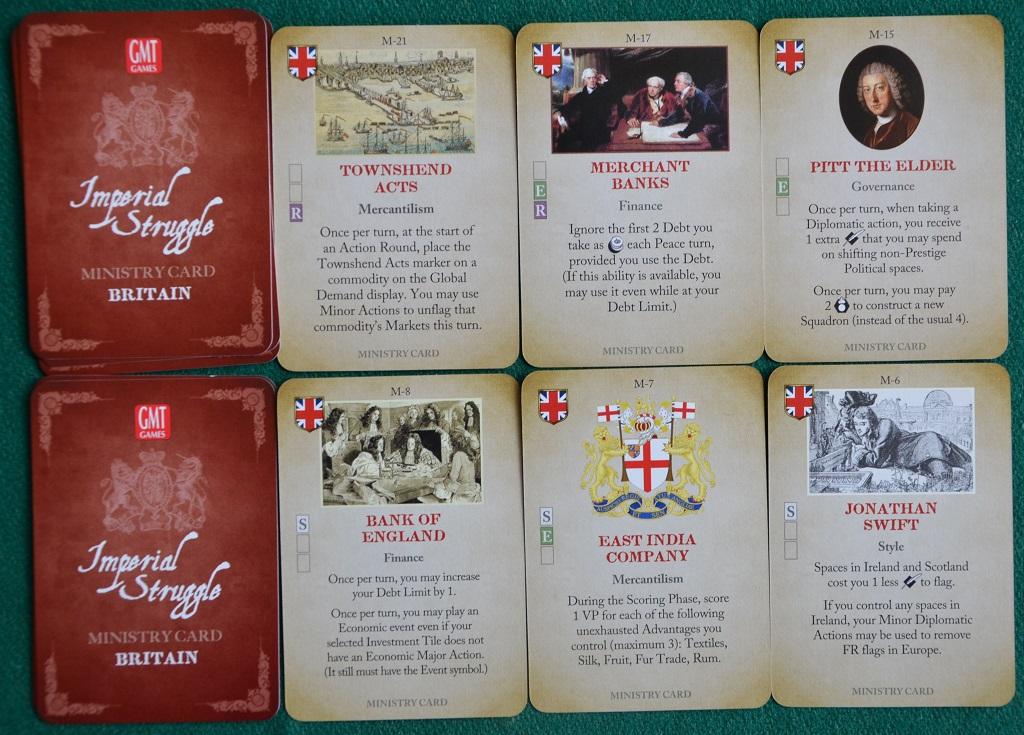 GMT
GAMES
Imperial
Struggle
MINISTRY CARD
BRITAIN
M-21
TOWNSHEND
ACTS
R
Mercantilism
Once per turn, at the start of
an Action Round, place the
Townshend Acts marker on a
commodity on the Global
Demand display. You may use
Minor Actions to unflag that
commodity's Markets this turn.
MINISTRY CARD
M-17
MERCHANT
BANKS
E
R
Finance
Ignore the first 2 Debt you
take as each Peace turn,
provided you use the Debt.
(If this ability is available, you
may use it even while at your
Debt Limit.)
MINISTRY CARD
M-15
PITT THE ELDER
E
Governance
Once per turn, when taking a
Diplomatic action, you receive
1 extra that you may spend
on shifting non-Prestige
Political spaces.
Once per turn, you may pay
2 to construct a new
Squadron (instead of the usual 4).
MINISTRY CARD
GMT
GAMES
Imperial
Struggle
MINISTRY CARD
BRITAIN
M-8
S
BANK OF
ENGLAND
Finance
Once per turn, you may increase
your Debt Limit by 1.
Once per turn, you may play an
Economic event even if your
selected Investment Tile does not
have an Economic Major Action.
(It still must have the Event symbol.)
MINISTRY CARD
M-7
S
E
EAST INDIA
COMPANY
Mercantilism
During the Scoring Phase, score
1 VP for each of the following
unexhausted Advantages you
control (maximum 3): Textiles,
Silk, Fruit, Fur Trade, Rum.
MINISTRY CARD
M-6
S
JONATHAN
SWIFT
Style
Spaces in Ireland and Scotland
cost you 1 less to flag.
If you control any spaces in
Ireland, your Minor Diplomatic
Actions may be used to remove
FR flags in Europe.
MINISTRY CARD